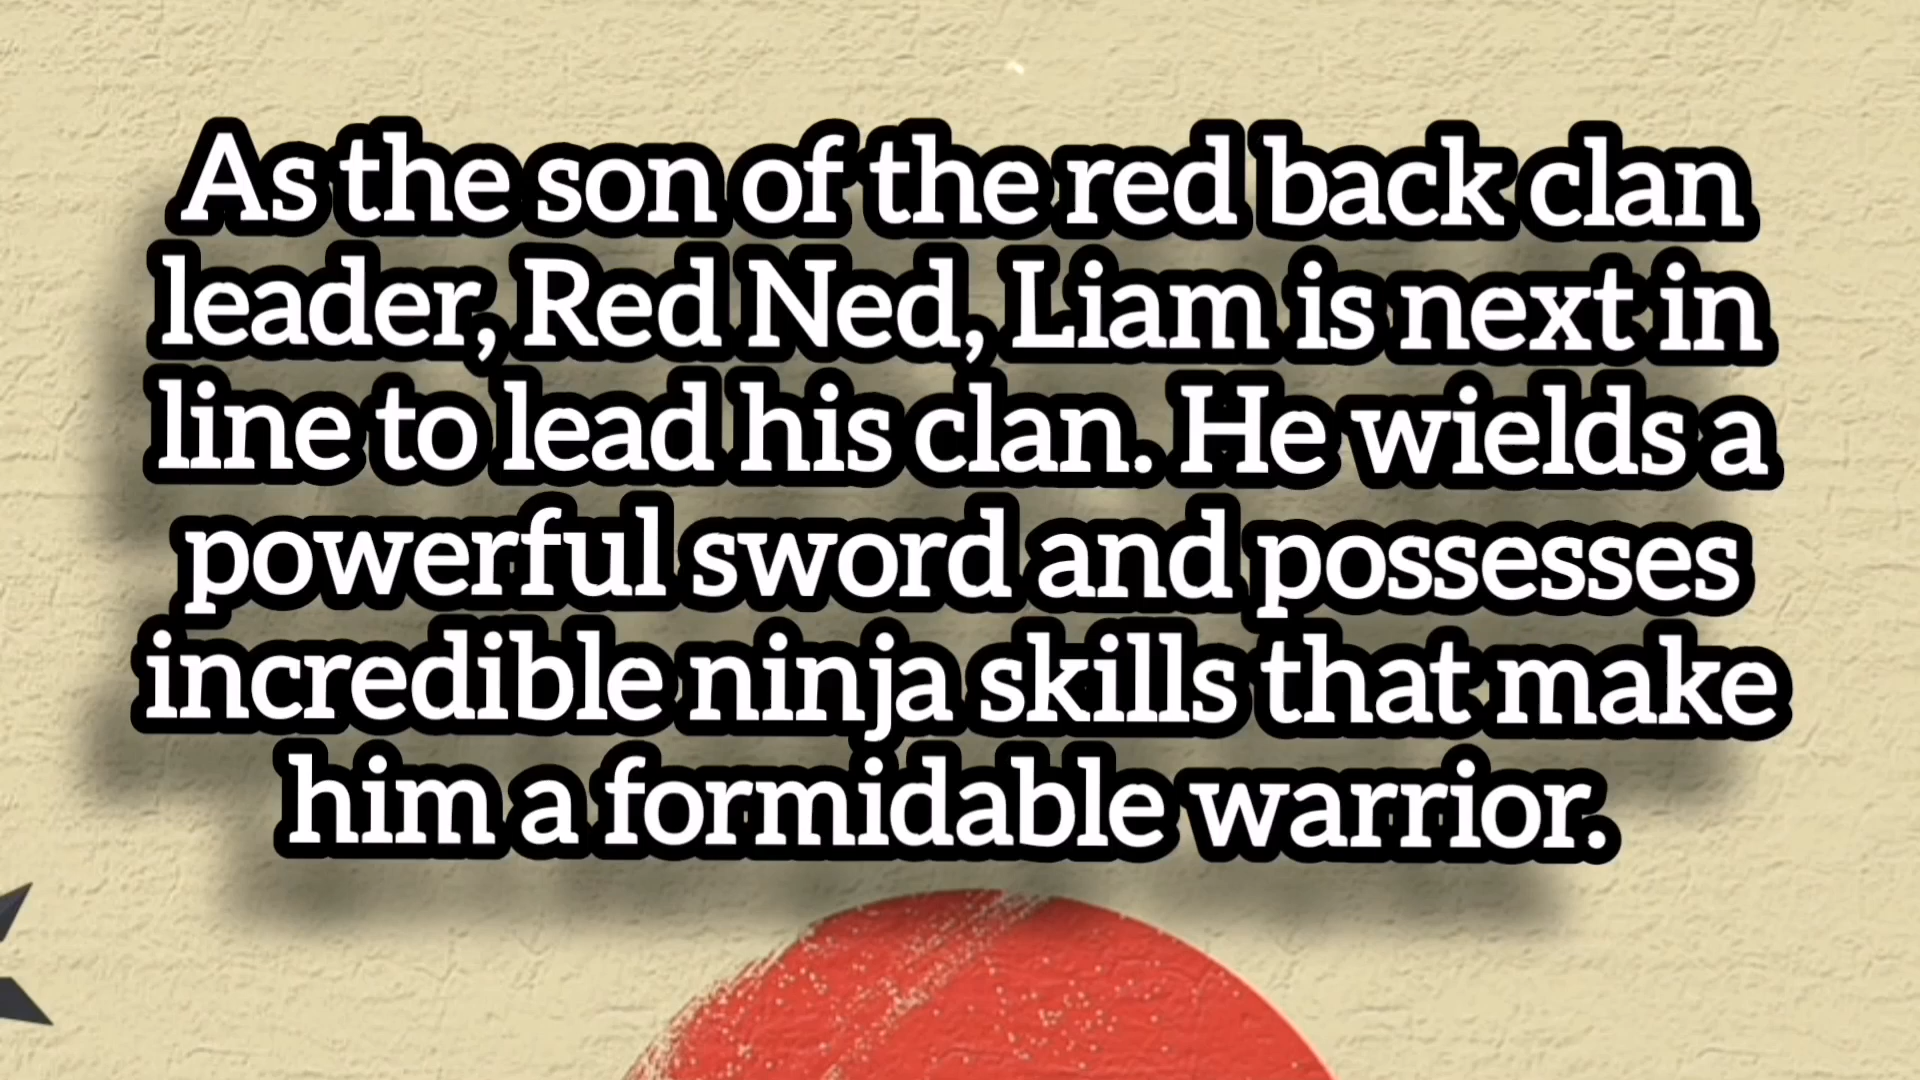 As the son of the red back clan
leader, Red Ned, Liam is next in
line to lead his clan. He wields a
powerful sword and possesses
incredible ninja skills that make
him a formidable warrior.